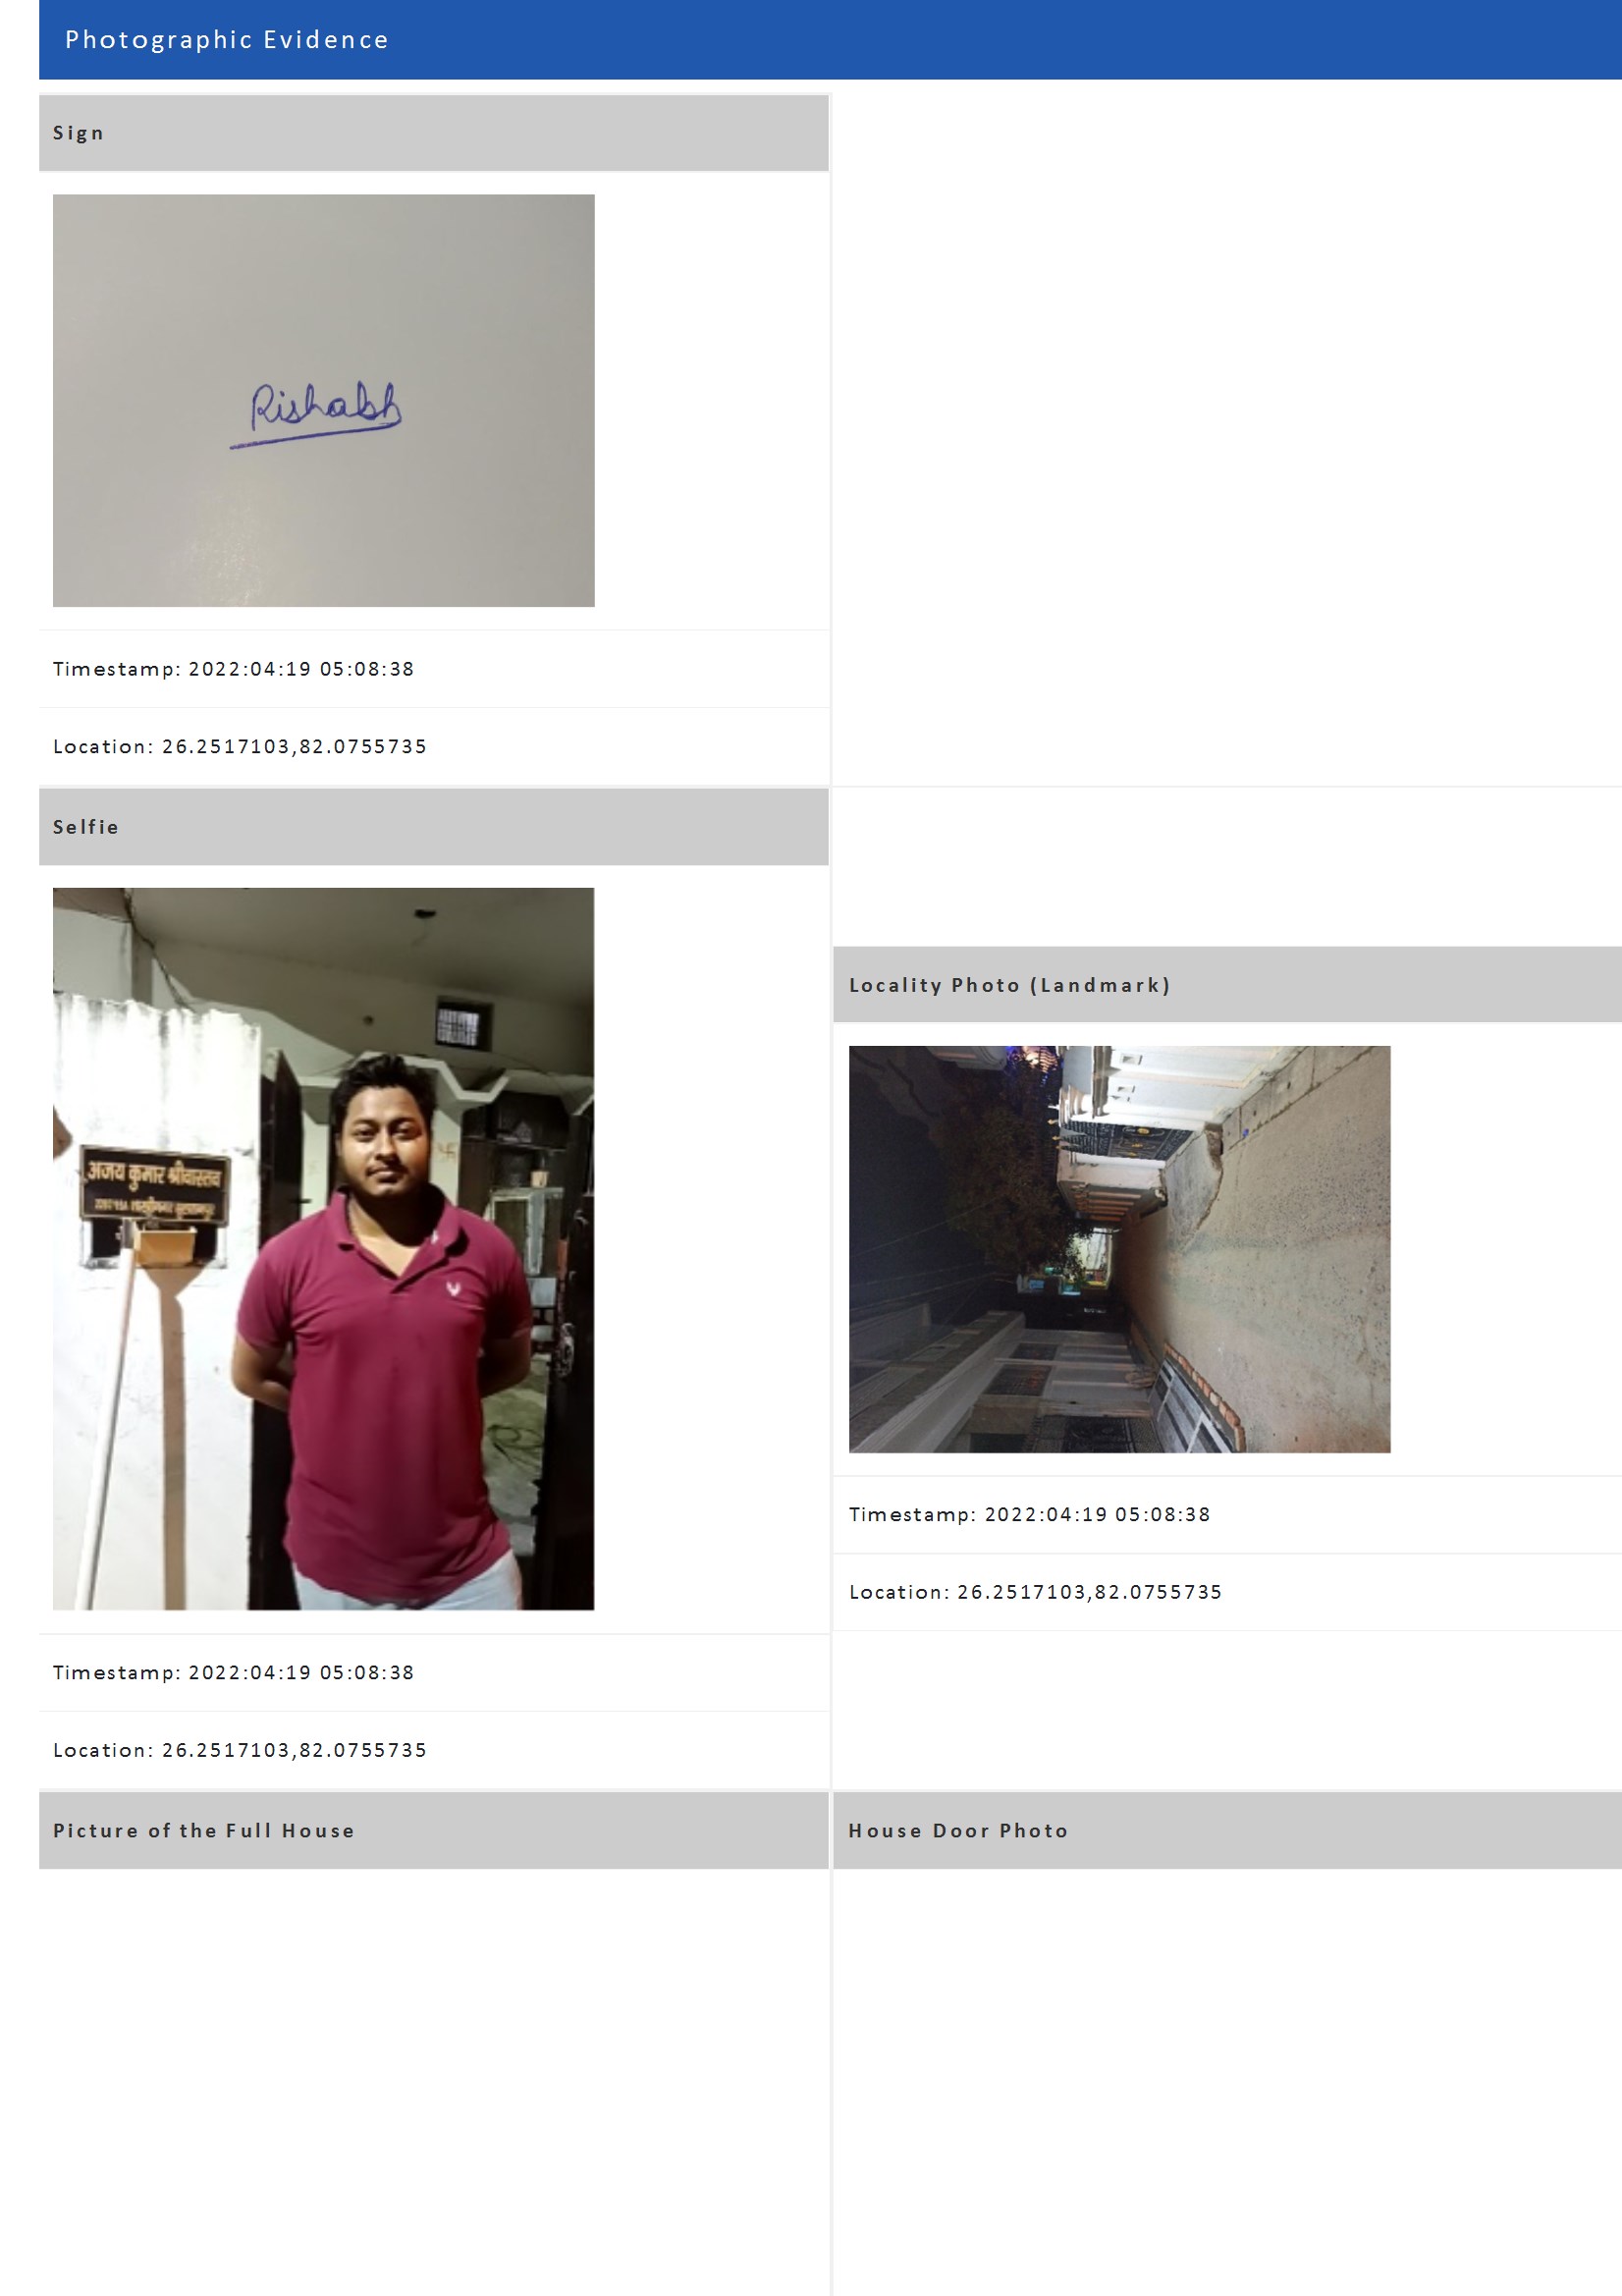 Photographic Evidence
Sign
Rishabh
Timestamp: 2022:04:19 05:08:38
Location: 26.2517103,82.0755735
Selfie
अजय कुमार श्रीवास्तव
Timestamp: 2022:04:19 05:08:38
Location: 26.2517103,82.0755735
Locality Photo (Landmark)
Timestamp: 2022:04:19 05:08:38
Location: 26.2517103,82.0755735
Picture of the Full House
House Door Photo